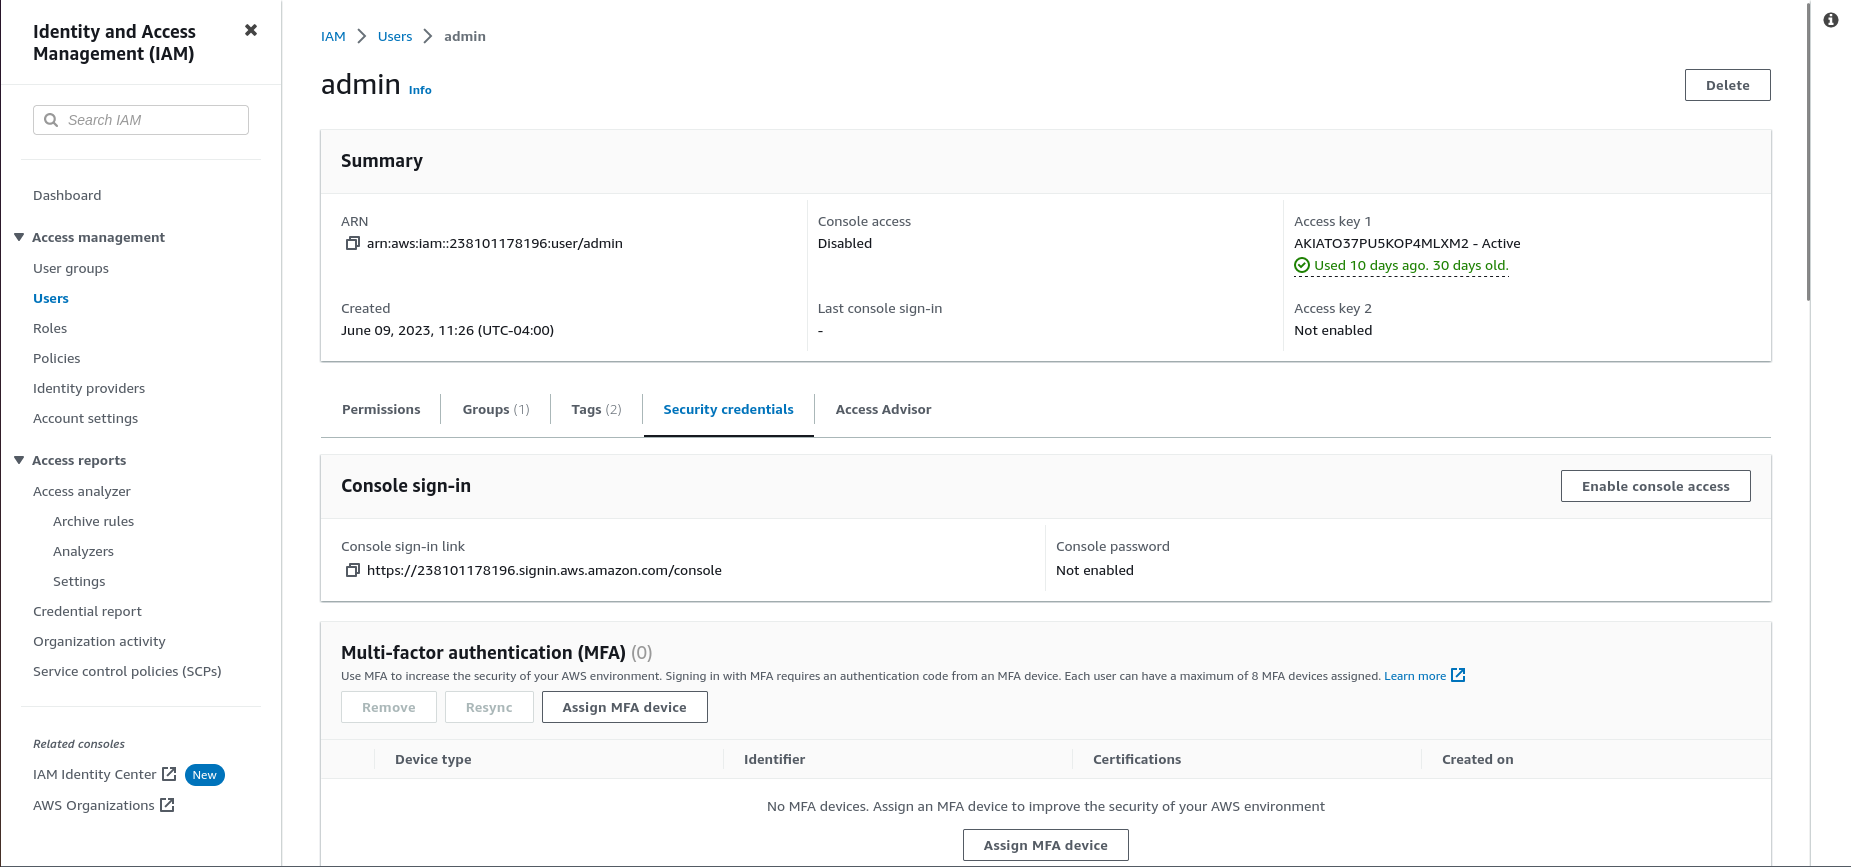 Identity and Access
Management (IAM)
Search IAM
Dashboard
Access management
User groups
Users
Roles
Policies
Identity providers
Account settings
Access reports
Access analyzer
Archive rules
Analyzers
Settings
Credential report
Organization activity
Service control policies (SCPs)
Related consoles
IAM Identity Center New
AWS Organizations
IAM Users admin
admin Info
Delete
Summary
ARN
arn:aws:iam::238101178196:user/admin
Created
June 09, 2023, 11:26 (UTC-04:00)
Console access
Disabled
Last console sign-in
-
Access key 1
AKIATO37PU5KOP4MLXM2 - Active
Used 10 days ago. 30 days old.
Access key 2
Not enabled
Permissions Groups (1) Tags (2) Security credentials Access Advisor
Console sign-in
Enable console access
Console sign-in link
https://238101178196.signin.aws.amazon.com/console
Console password
Not enabled
Multi-factor authentication (MFA) (0)
Use MFA to increase the security of your AWS environment. Signing in with MFA requires an authentication code from an MFA device. Each user can have a maximum of 8 MFA devices assigned. Learn more
Remove Resync Assign MFA device
Device type Identifier Certifications Created on
No MFA devices. Assign an MFA device to improve the security of your AWS environment
Assign MFA device